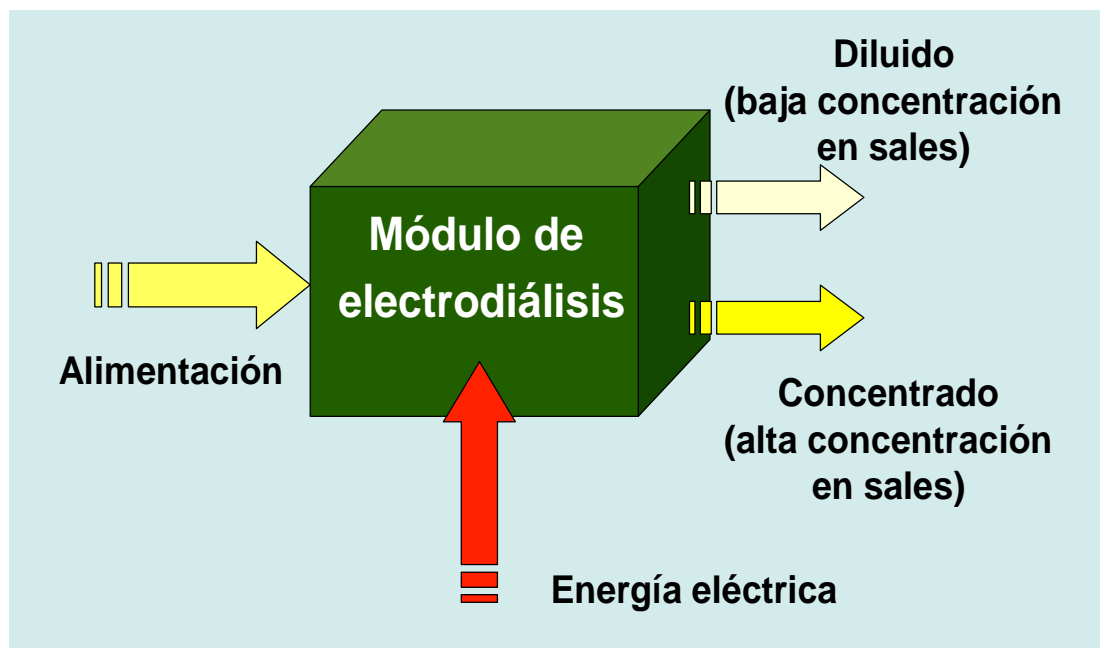 Diluido
(baja concentración
en sales)
Módulo de
electrodiálisis
Alimentación
Concentrado
(alta concentración
en sales)
Energía eléctrica